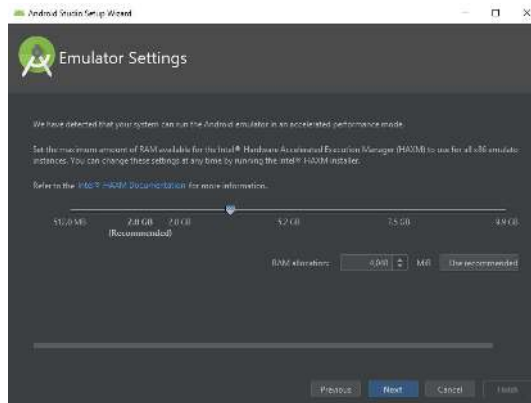 Android Studio Setup Wizard
Emulator Settings
We have detected that your system can run the Android emulator in an accelerated performance mode.
Set the maximum amount of RAM available for the Intel® Hardware Accelerated Execution Manager (HAXM) to use for all x86 emulato
instances. You can change these settings at any time by running the Intel® HAXM installer.
Refer to the Intel® HAXM Documentation for more information.
512.0 MB 2.0 GB 2.0 GB 5.2 GB 7.5 GB 9.9 GB
(Recommended)
RAM allocation: MiB Use recommended
Previous Next Cancel Finish